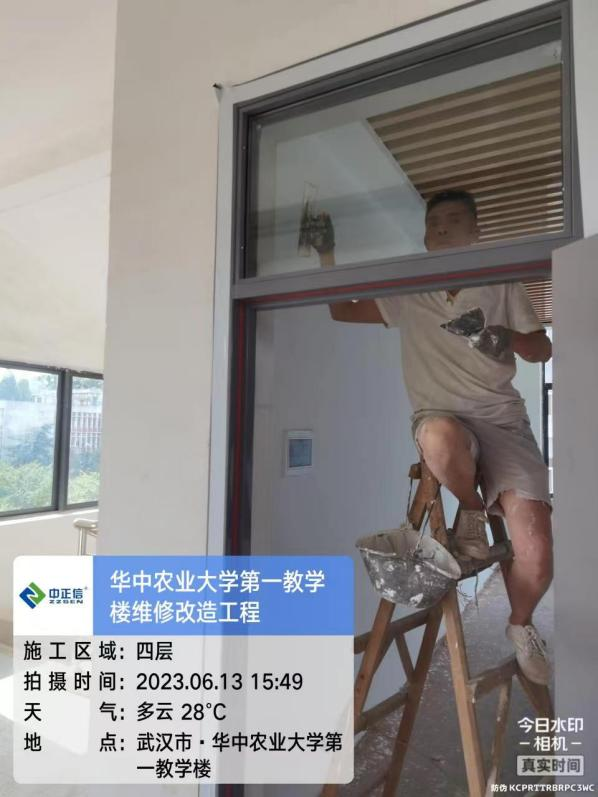 中正信®
ZZSEN
华中农业大学第一教学
楼维修改造工程
施工区域：四层
拍摄时间：2023.06.13 15:49
天气：多云 28℃
地点：武汉市·华中农业大学第
一教学楼
今日水印
-相机-
真实时间
防伪 KCPRTTRBRPC3WC